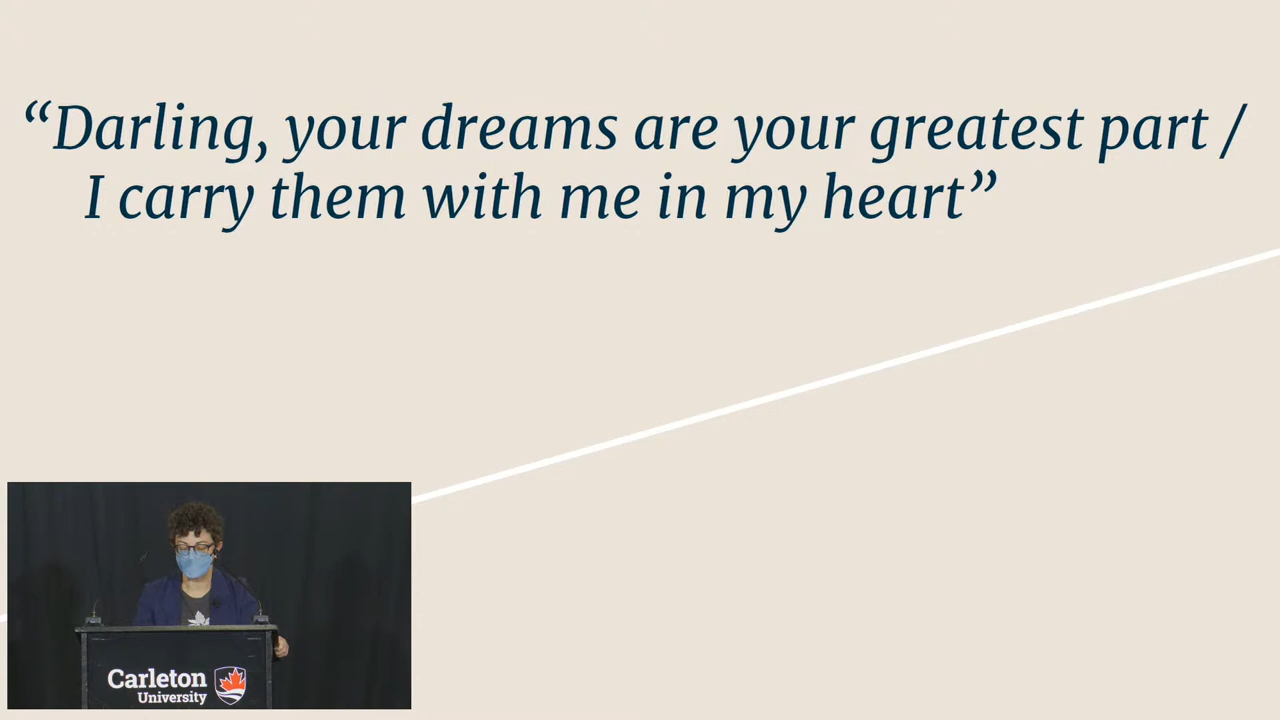 “Darling, your dreams are your greatest part /
I carry them with me in my heart”
Carleton
University